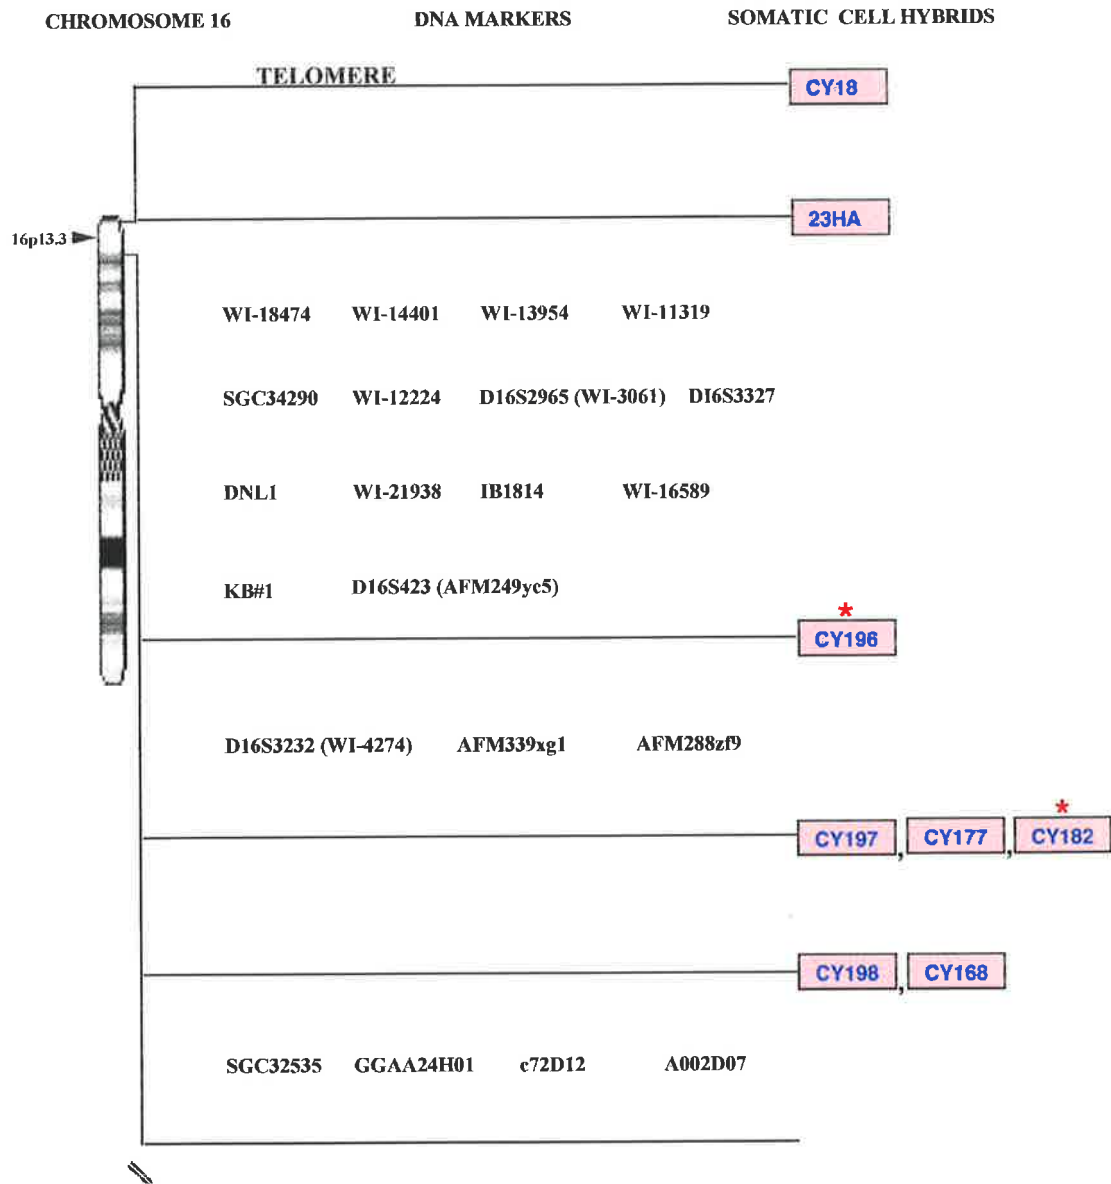 CHROMOSOME 16 DNA MARKERS SOMATIC CELL HYBRIDS
TELOMERE
CY18
23HA
16p13.3
WI-18474 WI-14401 WI-13954 WI-11319
SGC34290 WI-12224 D16S2965 (WI-3061) DI6S3327
DNL1 WI-21938 IB1814 WI-16589
KB#1 D16S423 (AFM249yc5)
*
CY196
D16S3232 (WI-4274) AFM339xg1 AFM288zf9
*
CY197 , CY177 , CY182
CY198 , CY168
SGC32535 GGAA24H01 c72D12 A002D07